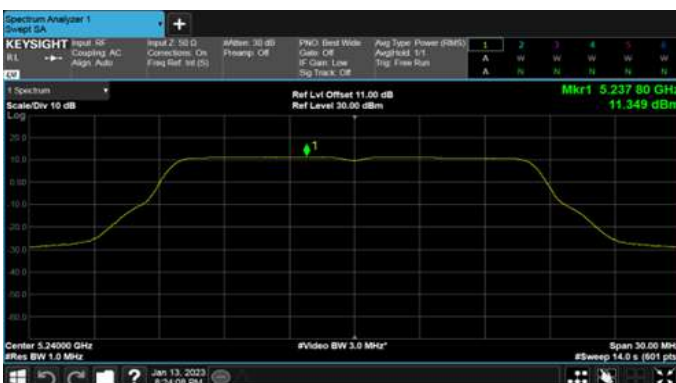 Spectrum Analyzer 1
Swept SA
+
KEYSIGHT Input: RF Input Z: 50 Ω #Atten: 30 dB PNO: Best Wide Avg Type: Power (RMS) 1 2 3 4 5 6
RL Coupling: AC Corrections: On Preamp: Off Gate: Off Avg|Hold: 1/1 A W W W W W
Align: Auto Freq Ref: Int (S) IF Gain: Low Trig: Free Run A N N N N N
Sig Track: Off
1 Spectrum
Ref Lvl Offset 11.00 dB Mkr1 5.237 80 GHz
Scale/Div 10 dB Ref Level 30.00 dBm 11.349 dBm
Log
20.0
1
10.0
0.00
-10.0
-20.0
-30.0
-40.0
-50.0
-60.0
Center 5.24000 GHz #Video BW 3.0 MHz* Span 30.00 MHz
#Res BW 1.0 MHz #Sweep 14.0 s (601 pts)
? Jan 13, 2023
8:24:08 PM